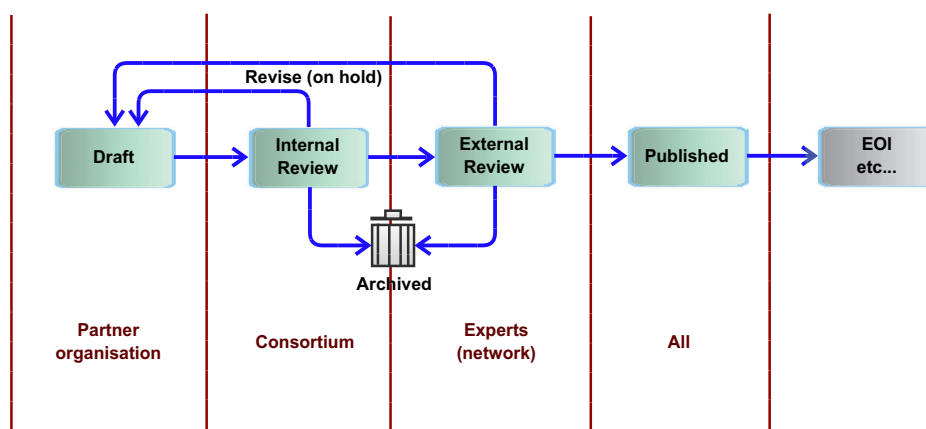 Revise (on hold)
Draft
Internal
Review
External
Review
Published
EOI
etc...
Archived
Partner
organisation
Consortium
Experts
(network)
All